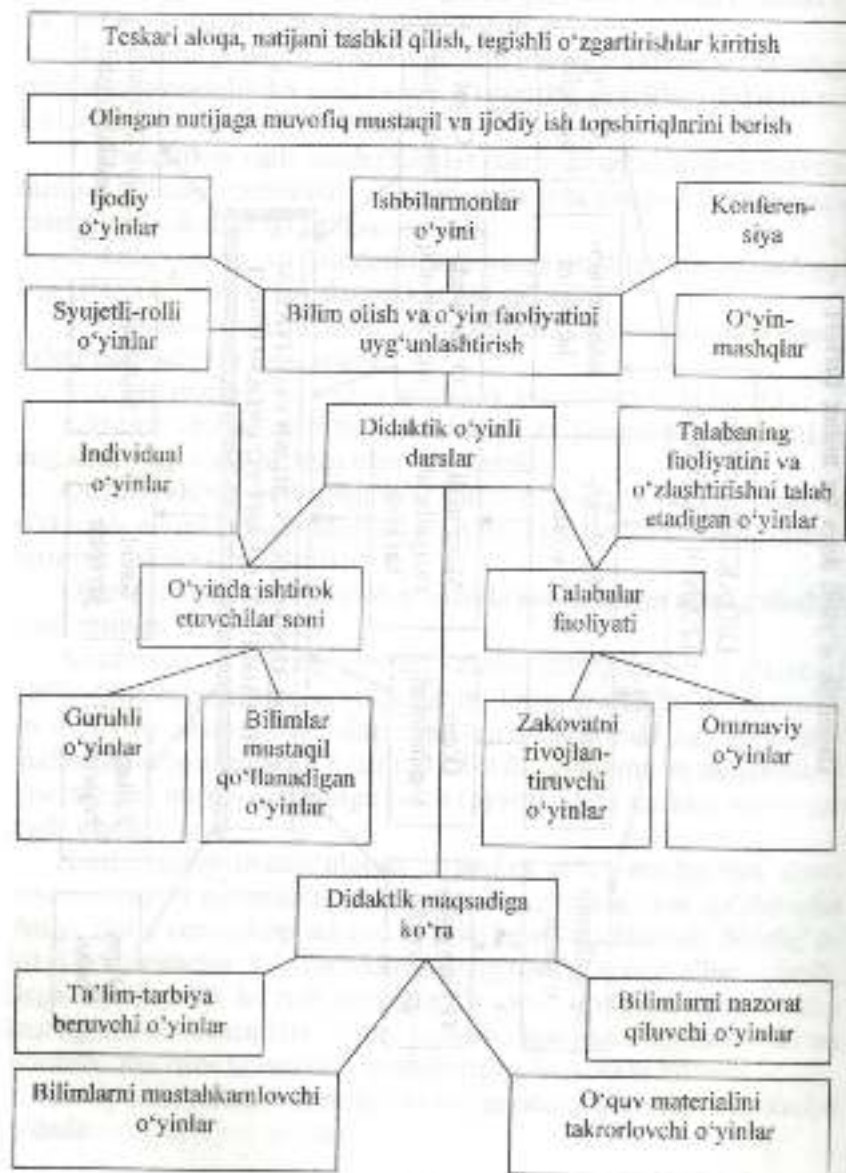 Teskari aloqa, natijani tashkil qilish, tegishli o‘zgartirishlar kiritish
Olingan natijaga muvofiq mustaqil va ijodiy ish topshiriqlarini berish
Ijodiy
o‘yinlar
Ishbilarmonlar
o‘yini
Konferen-
siya
Syujetli-rolli
o‘yinlar
Bilim olish va o‘yin faoliyatini
uyg‘unlashtirish
O‘yin-
mashqlar
Individual
o‘yinlar
Didaktik o‘yinli
darslar
Talabaning
faoliyatini va
o‘zlashtirishni talab
etadigan o‘yinlar
O‘yinda ishtirok
etuvchilar soni
Talabalar
faoliyati
Guruhli
o‘yinlar
Bilimlar
mustaqil
qo‘llanadigan
o‘yinlar
Zakovatni
rivojlan-
tiruvchi
o‘yinlar
Ommaviy
o‘yinlar
Didaktik maqsadiga
ko‘ra
Ta’lim-tarbiya
beruvchi o‘yinlar
Bilimlarni nazorat
qiluvchi o‘yinlar
Bilimlarni mustahkamlovchi
o‘yinlar
O‘quv materialini
takrorlovchi o‘yinlar